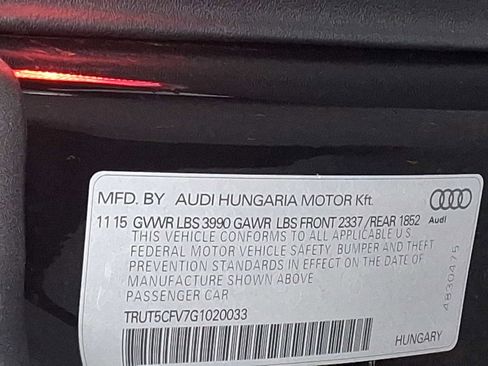 MFD. BY AUDI HUNGARIA MOTOR Kft.
11 15 GVWR LBS 3990 GAWR LBS FRONT 2337/REAR 1852
Audi
THIS VEHICLE CONFORMS TO ALL APPLICABLE U.S.
FEDERAL MOTOR VEHICLE SAFETY, BUMPER AND THEFT
PREVENTION STANDARDS IN EFFECT ON THE DATE OF
MANUFACTURE SHOWN ABOVE
PASSENGER CAR
4830475
TRUT5CFV7G1020033
HUNGARY